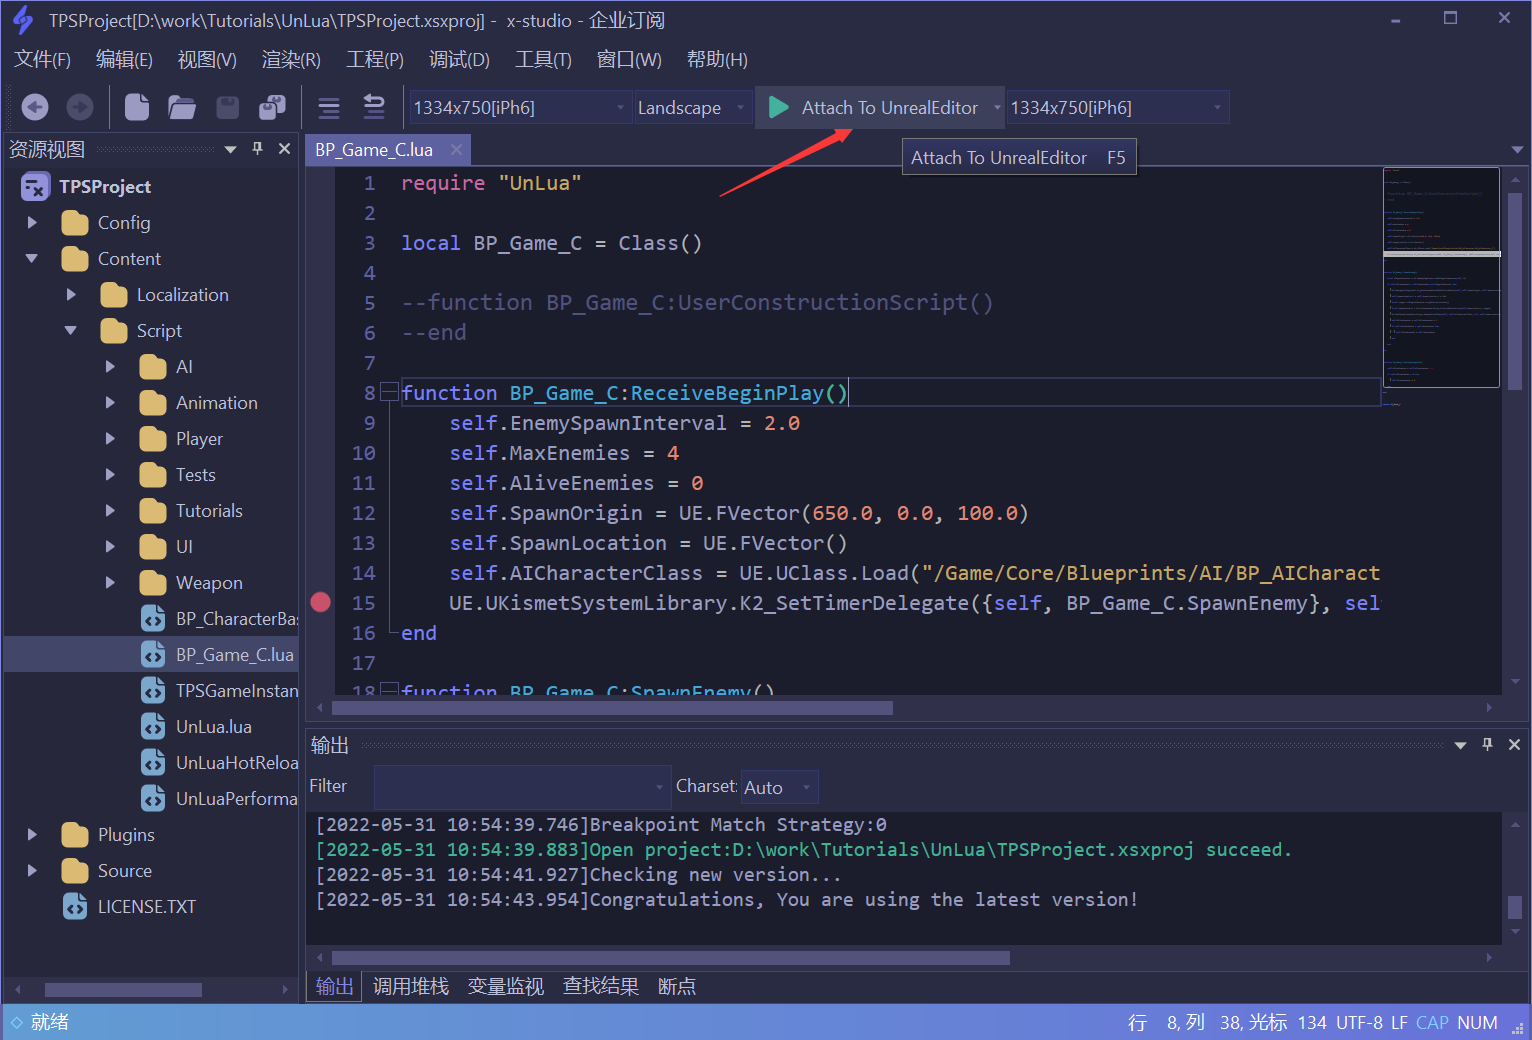 TPSProject[D:\work\Tutorials\UnLua\TPSProject.xsxproj] - x-studio - 企业订阅
文件(F) 编辑(E) 视图(V) 渲染(R) 工程(P) 调试(D) 工具(T) 窗口(W) 帮助(H)
1334x750[iPh6] Landscape Attach To UnrealEditor 1334x750[iPh6]
资源视图
TPSProject
Config
Content
Localization
Script
AI
Animation
Player
Tests
Tutorials
UI
Weapon
BP_CharacterBa
BP_Game_C.lua
TPSGameInstan
UnLua.lua
UnLuaHotReloa
UnLuaPerforma
Plugins
Source
LICENSE.TXT
BP_Game_C.lua
Attach To UnrealEditor F5
1 require "UnLua"
2
3 local BP_Game_C = Class()
4
5 --function BP_Game_C:UserConstructionScript()
6 --end
7
8 function BP_Game_C:ReceiveBeginPlay()
9 self.EnemySpawnInterval = 2.0
10 self.MaxEnemies = 4
11 self.AliveEnemies = 0
12 self.SpawnOrigin = UE.FVector(650.0, 0.0, 100.0)
13 self.SpawnLocation = UE.FVector()
14 self.AICharacterClass = UE.UClass.Load("/Game/Core/Blueprints/AI/BP_AICharact
15 UE.UKismetSystemLibrary.K2_SetTimerDelegate({self, BP_Game_C.SpawnEnemy}, sel
16 end
17
18 function BP_Game_C:SpawnEnemy()
输出
Filter Charset: Auto
[2022-05-31 10:54:39.746]Breakpoint Match Strategy:0
[2022-05-31 10:54:39.883]Open project:D:\work\Tutorials\UnLua\TPSProject.xsxproj succeed.
[2022-05-31 10:54:41.927]Checking new version...
[2022-05-31 10:54:43.954]Congratulations, You are using the latest version!
输出 调用堆栈 变量监视 查找结果 断点
就绪 行 8, 列 38, 光标 134 UTF-8 LF CAP NUM